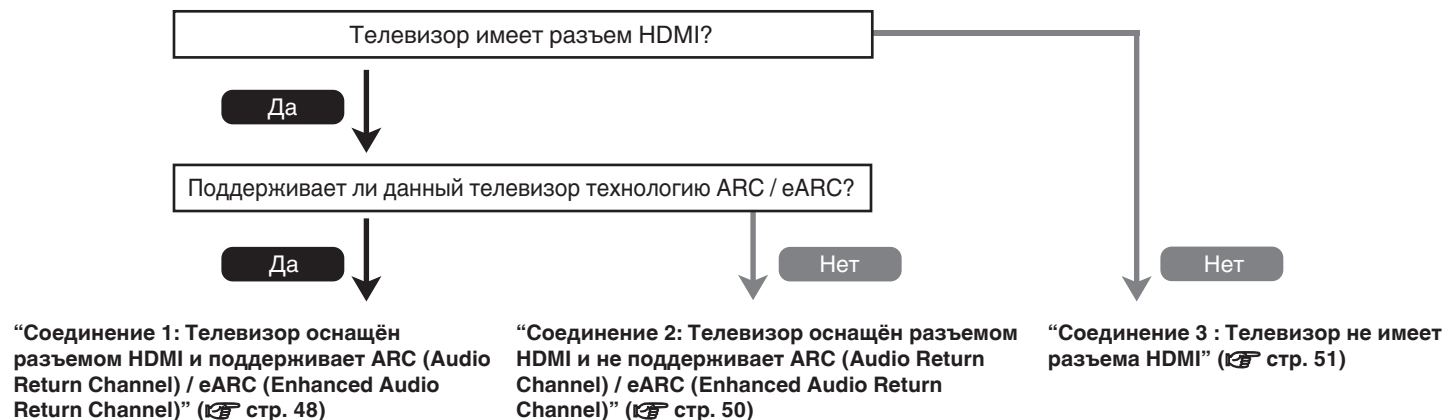 Телевизор имеет разъем HDMI?
Да
Поддерживает ли данный телевизор технологию ARC / eARC?
Да
Нет
Нет
“Соединение 1: Телевизор оснащён
разъемом HDMI и поддерживает ARC (Audio
Return Channel) / eARC (Enhanced Audio
Return Channel)” (☞ стр. 48)
“Соединение 2: Телевизор оснащён разъемом
HDMI и не поддерживает ARC (Audio Return
Channel) / eARC (Enhanced Audio Return
Channel)” (☞ стр. 50)
“Соединение 3 : Телевизор не имеет
разъема HDMI” (☞ стр. 51)